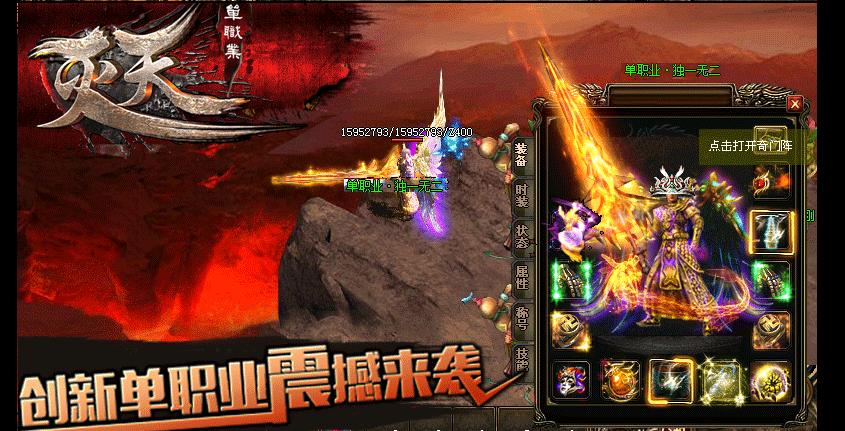 灭天
单職業
单职业·独一无二
15952793/15952793/Z400
单职业·独一无二
点击打开奇门阵
装备
时装
状态
属性
称号
技能
创新单职业震撼来袭